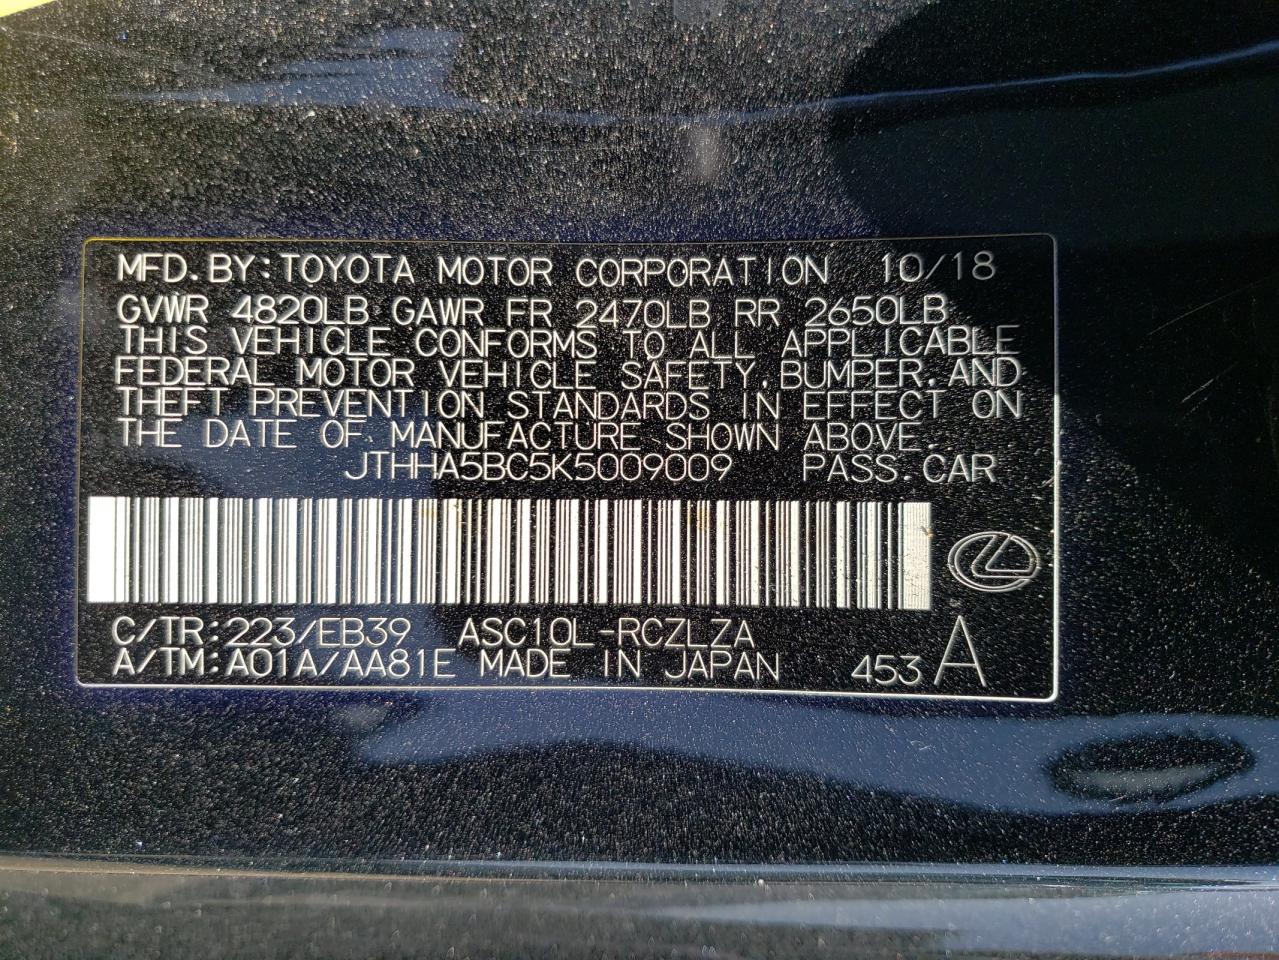 MFD.BY:TOYOTA MOTOR CORPORATION 10/18
GVWR 4820LB GAWR FR 2470LB RR 2650LB
THIS VEHICLE CONFORMS TO ALL APPLICABLE
FEDERAL MOTOR VEHICLE SAFETY,BUMPER,AND
THEFT PREVENTION STANDARDS IN EFFECT ON
THE DATE OF MANUFACTURE SHOWN ABOVE.
JTHHA5BC5K5009009 PASS.CAR
C/TR:223/EB39 ASC10L-RCZLZA
A/TM:A01A/AA81E MADE IN JAPAN 453 A